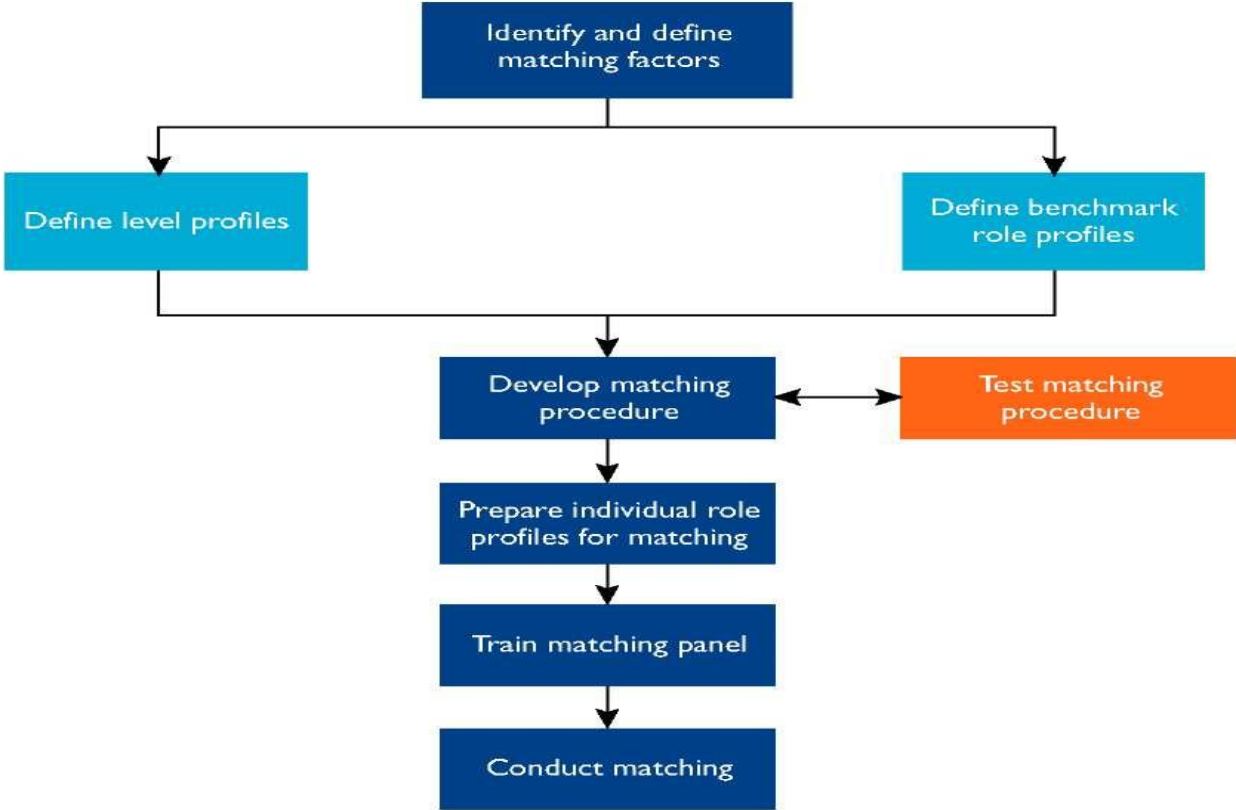 Identify and define
matching factors
Define level profiles
Define benchmark
role profiles
Develop matching
procedure
Test matching
procedure
Prepare individual role
profiles for matching
Train matching panel
Conduct matching